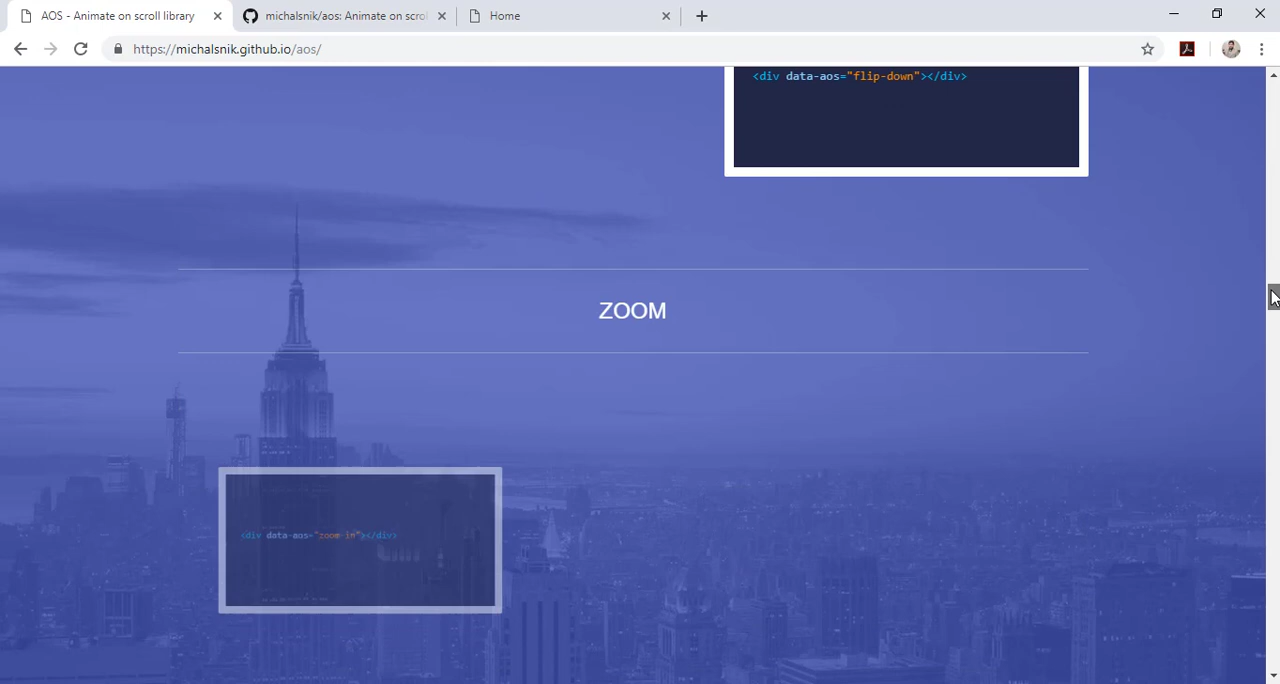 AOS - Animate on scroll library
michalsnik/aos: Animate on scrol
Home
https://michalsnik.github.io/aos/
<div data-aos="flip-down"></div>
ZOOM
<div data-aos="zoom-in"></div>